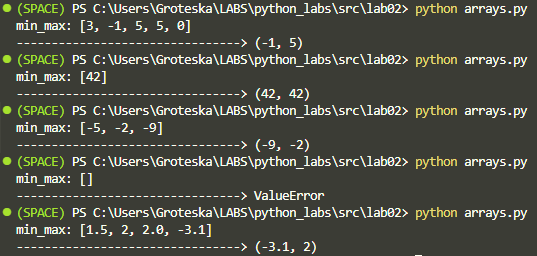 (SPACE) PS C:\Users\Groteska\LABS\python_labs\src\lab02> python arrays.py
min_max: [3, -1, 5, 5, 0]
------------------------------> (-1, 5)
(SPACE) PS C:\Users\Groteska\LABS\python_labs\src\lab02> python arrays.py
min_max: [42]
------------------------------> (42, 42)
(SPACE) PS C:\Users\Groteska\LABS\python_labs\src\lab02> python arrays.py
min_max: [-5, -2, -9]
------------------------------> (-9, -2)
(SPACE) PS C:\Users\Groteska\LABS\python_labs\src\lab02> python arrays.py
min_max: []
------------------------------> ValueError
(SPACE) PS C:\Users\Groteska\LABS\python_labs\src\lab02> python arrays.py
min_max: [1.5, 2, 2.0, -3.1]
------------------------------> (-3.1, 2)